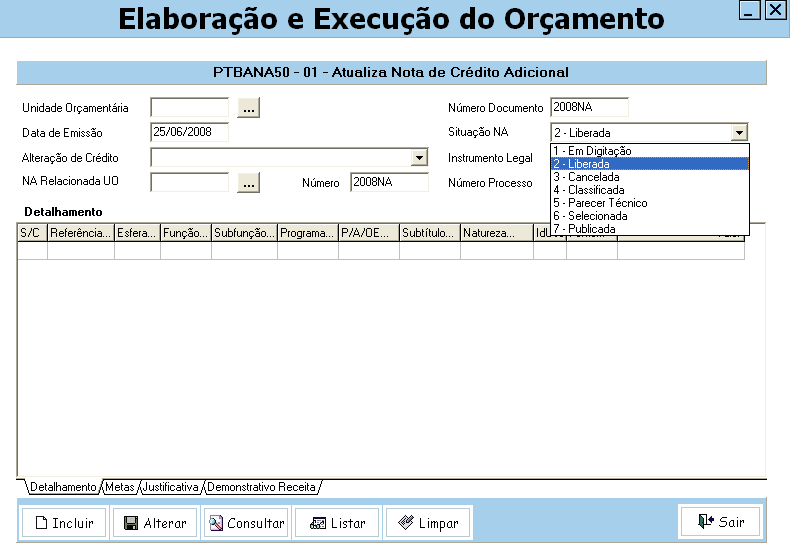 Elaboração e Execução do Orçamento
PTBANA50 - 01 - Atualiza Nota de Crédito Adicional
Unidade Orçamentária ... Número Documento 2008NA
Data de Emissão 25/06/2008 Situação NA 2 - Liberada
Alteração de Crédito Instrumento Legal
NA Relacionada UO ... Número 2008NA Número Processo
1 - Em Digitação
2 - Liberada
3 - Cancelada
4 - Classificada
5 - Parecer Técnico
6 - Selecionada
7 - Publicada
Detalhamento
S/C Referência... Esfera... Função... Subfunção... Programa... P/A/OE... Subtítulo... Natureza...
Detalhamento Metas Justificativa Demonstrativo Receita
Incluir Alterar Consultar Listar Limpar Sair